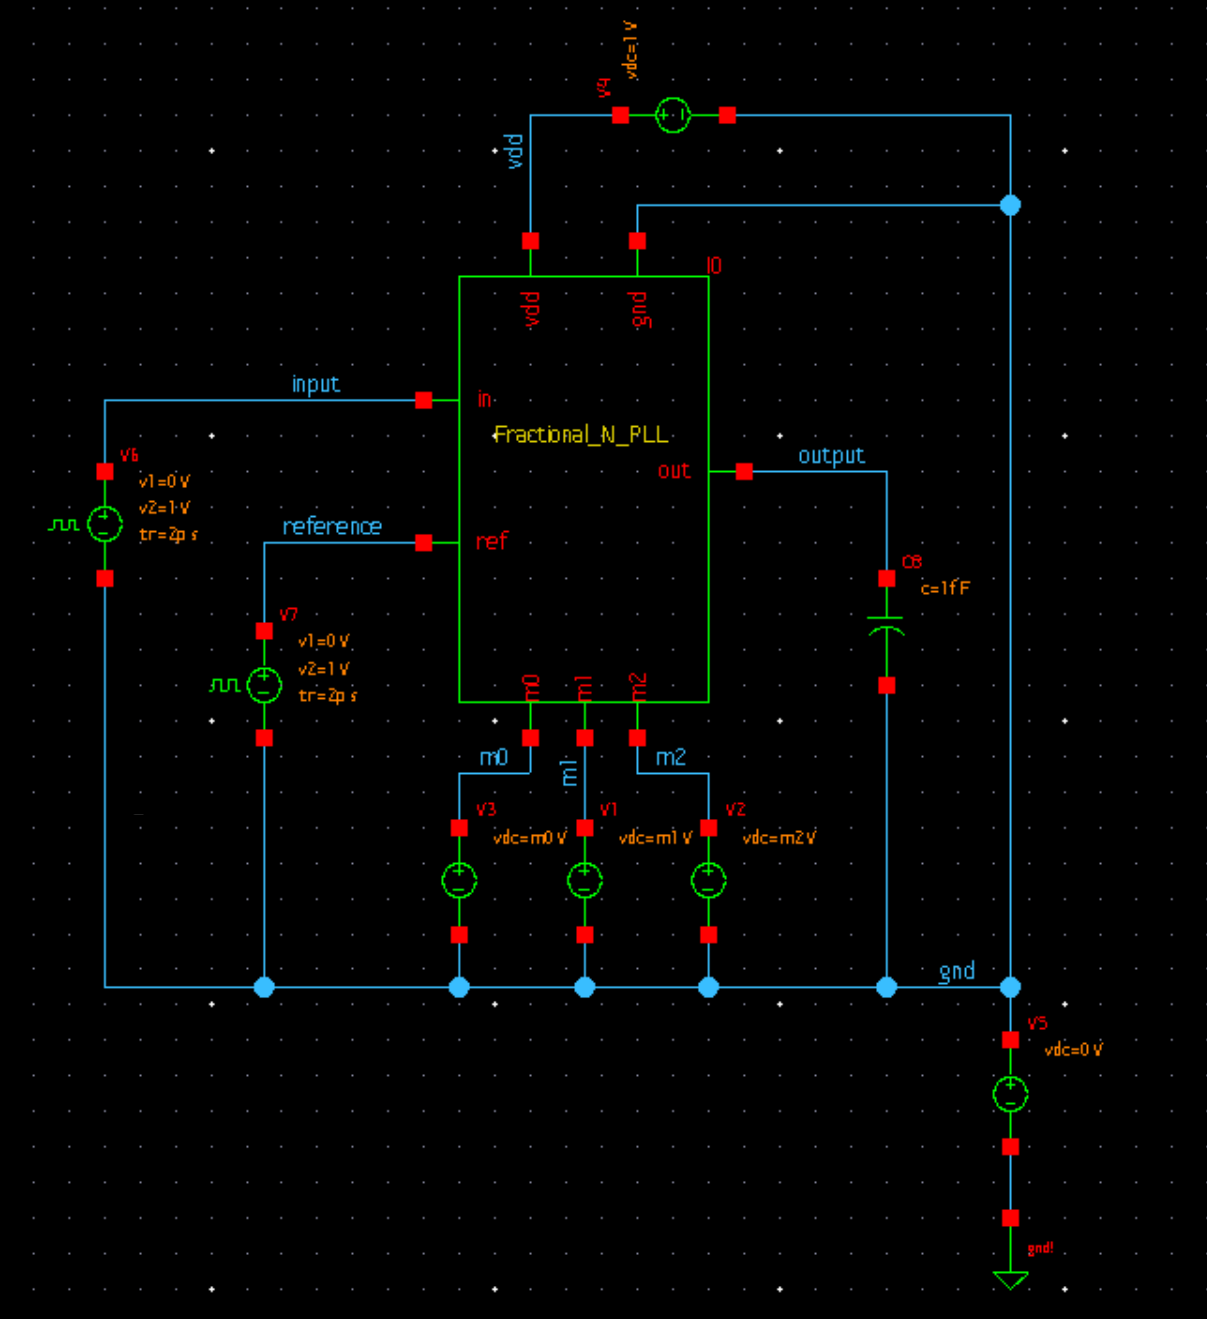 vdc=1 V
V4
vdd
I0
vdd
gnd
input
in
Fractional_N_PLL
V6
v1=0 V
v2=1 V
tr=2p s
out
output
reference
ref
C8
c=1f F
V7
v1=0 V
v2=1 V
tr=2p s
m0
m1
m2
m0
m1
m2
V3
vdc=m0 V
V1
vdc=m1 V
V2
vdc=m2 V
gnd
V5
vdc=0 V
gnd!